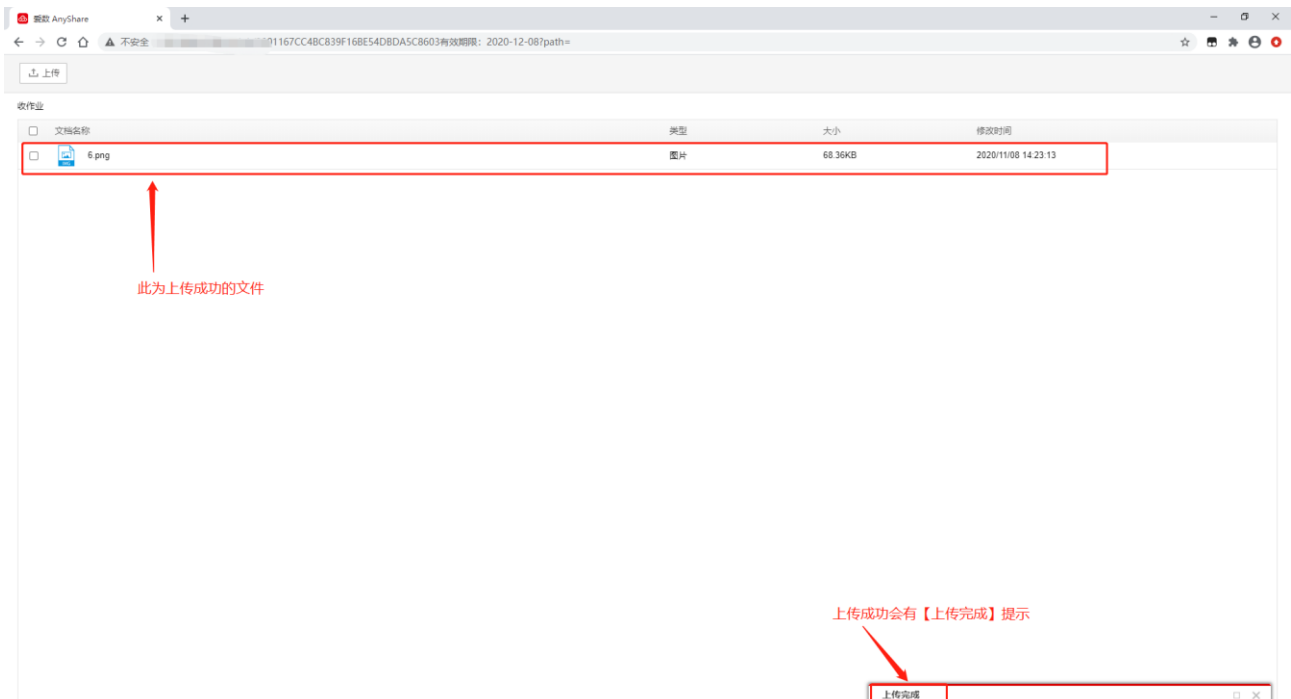 爱数 AnyShare
不安全 01167CC4BC839F16BE54DBDA5C8603有效期限：2020-12-08?path=
上传
收作业
文档名称 类型 大小 修改时间
6.png 图片 68.36KB 2020/11/08 14:23:13
此为上传成功的文件
上传成功会有【上传完成】提示
上传完成